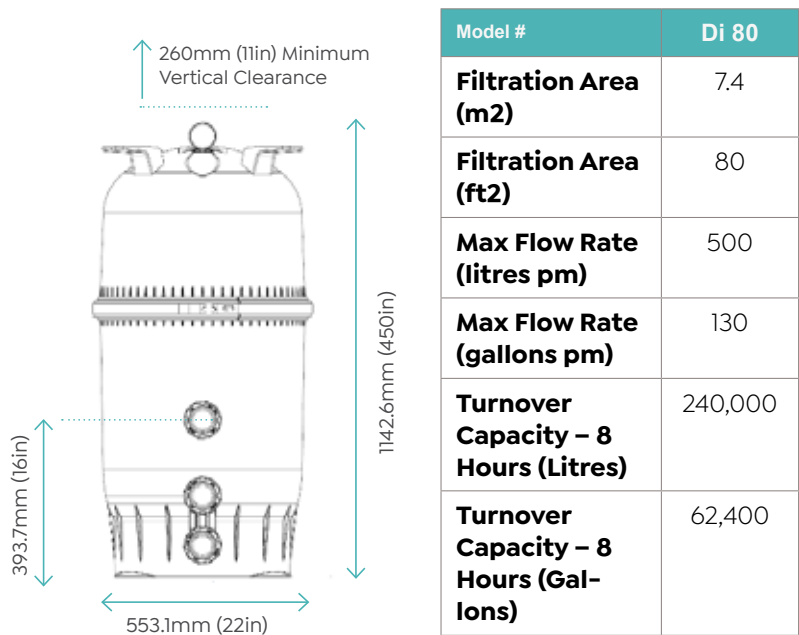 260mm (11in) Minimum
Vertical Clearance
1142.6mm (450in)
393.7mm (16in)
553.1mm (22in)
Model #
Di 80
Filtration Area
(m2)
7.4
Filtration Area
(ft2)
80
Max Flow Rate
(litres pm)
500
Max Flow Rate
(gallons pm)
130
Turnover
Capacity – 8
Hours (Litres)
240,000
Turnover
Capacity – 8
Hours (Gal-
lons)
62,400